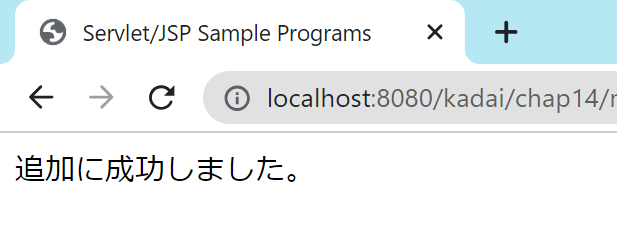 Servlet/JSP Sample Programs
localhost:8080/kadai/chap14/
追加に成功しました。